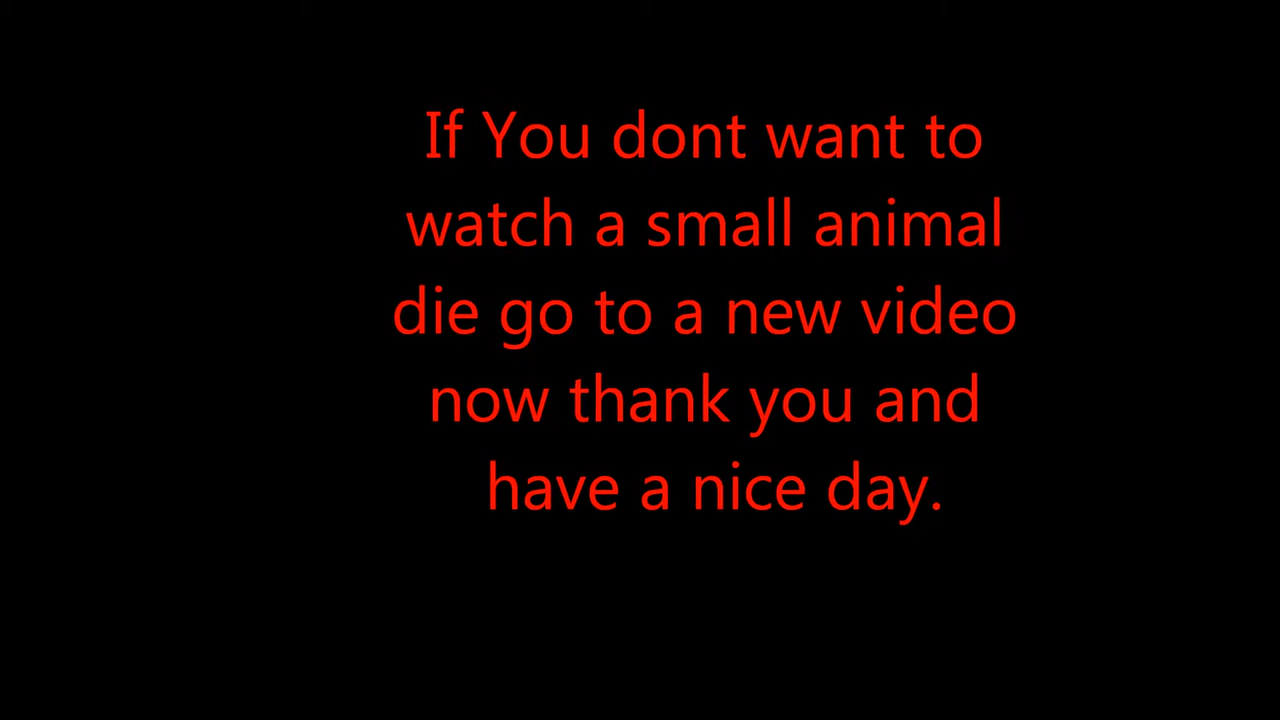 If You dont want to
watch a small animal
die go to a new video
now thank you and
have a nice day.